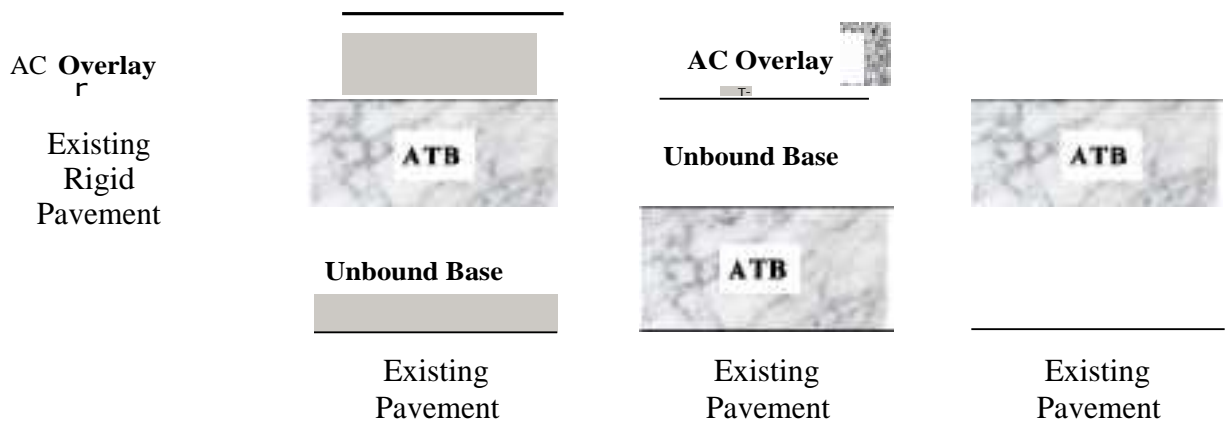 AC Overlay
r
Existing
Rigid
Pavement
ATB
Unbound Base
Existing
Pavement
AC Overlay
T-
Unbound Base
ATB
Existing
Pavement
ATB
Existing
Pavement